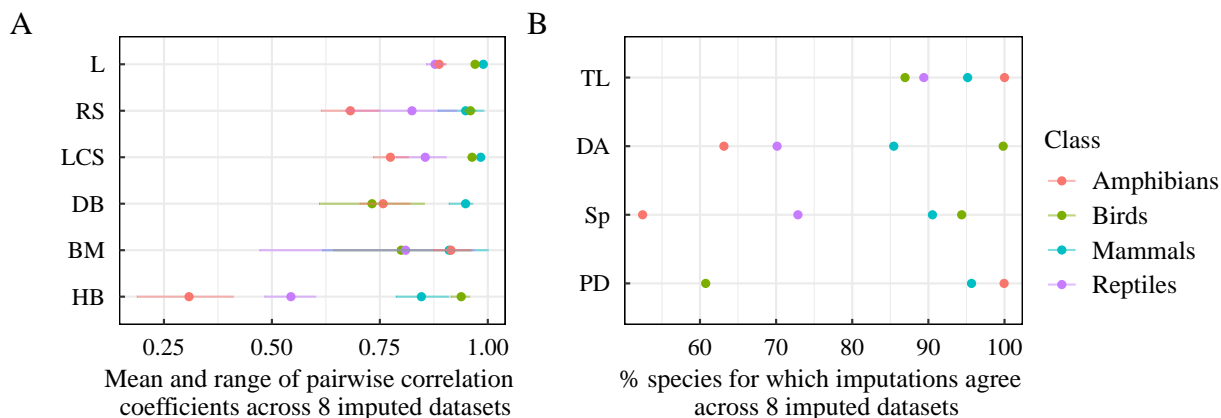 A
L
RS
LCS
DB
BM
HB
0.25 0.50 0.75 1.00
Mean and range of pairwise correlation
coefficients across 8 imputed datasets
B
TL
DA
Sp
PD
60 70 80 90 100
% species for which imputations agree
across 8 imputed datasets
Class
Amphibians
Birds
Mammals
Reptiles